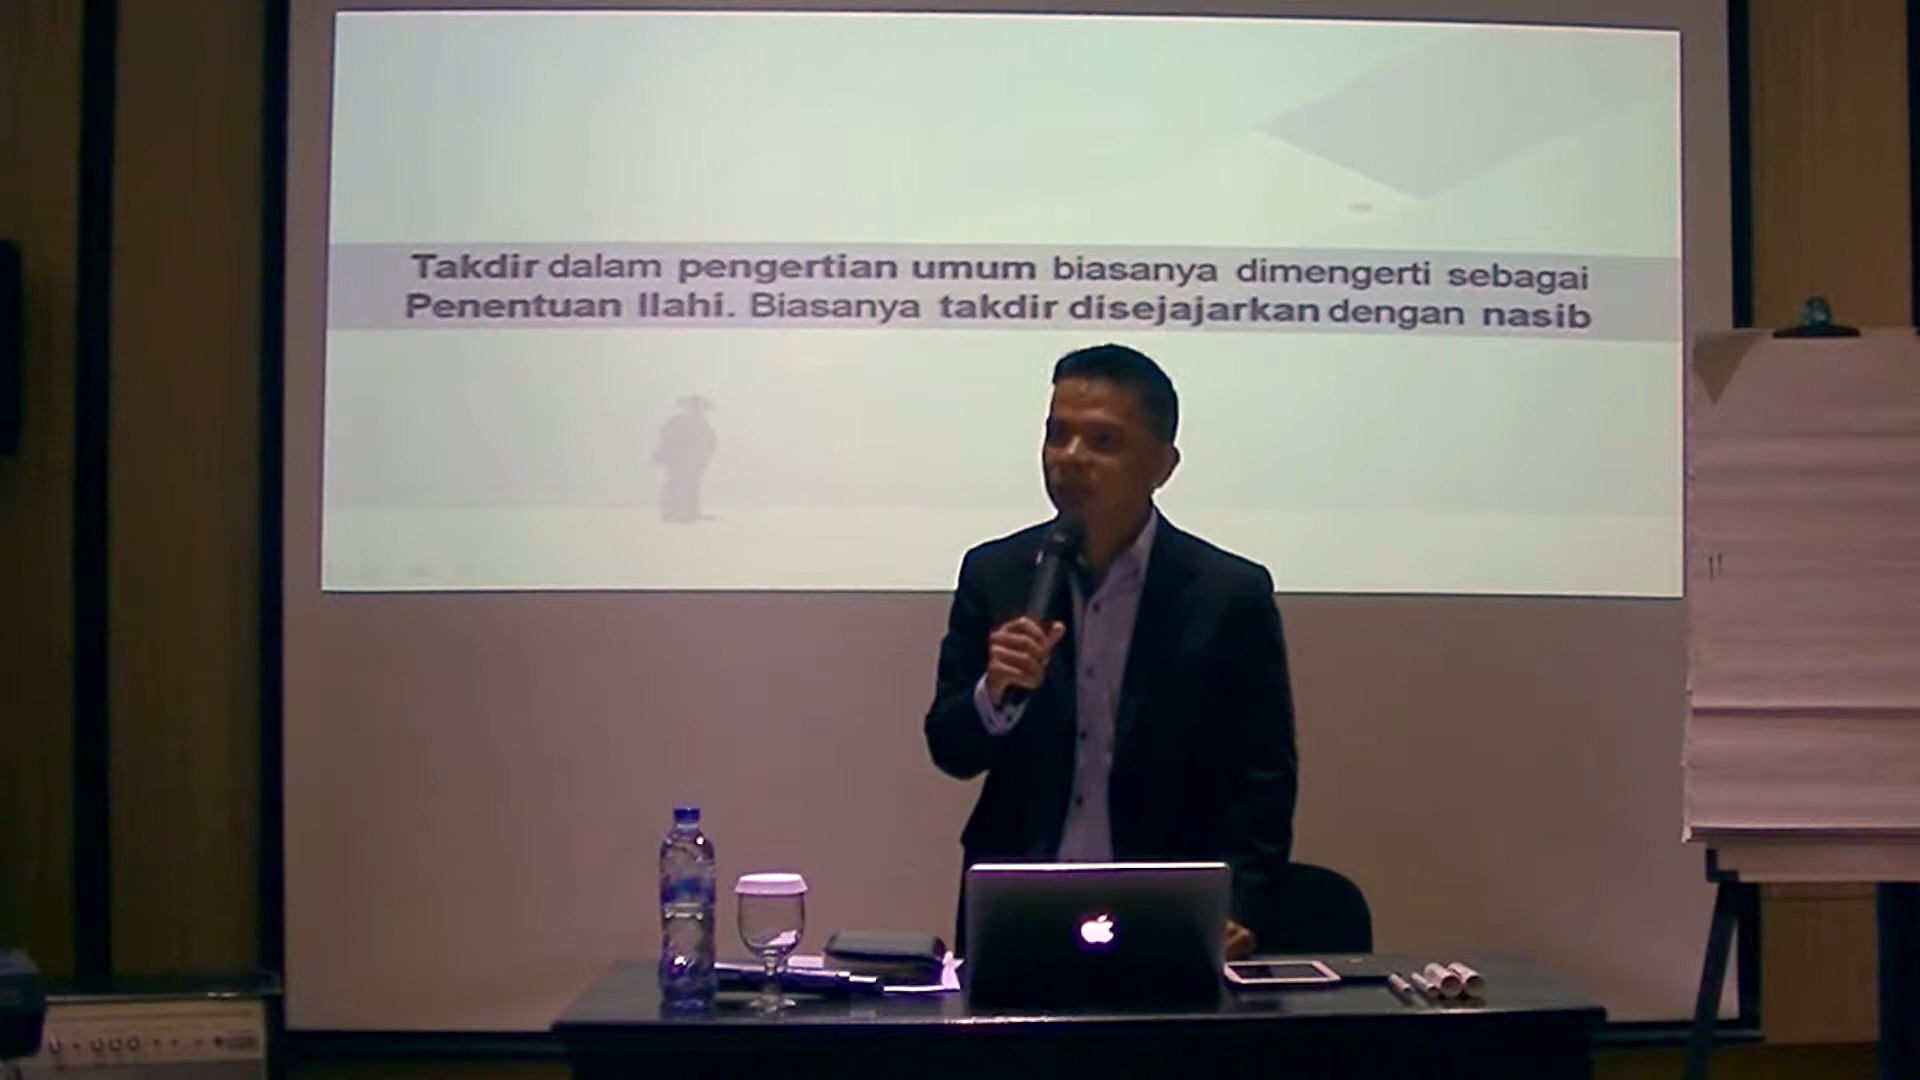 Takdir dalam pengertian umum biasanya dimengerti sebagai
Penentuan Ilahi. Biasanya takdir disejajarkan dengan nasib